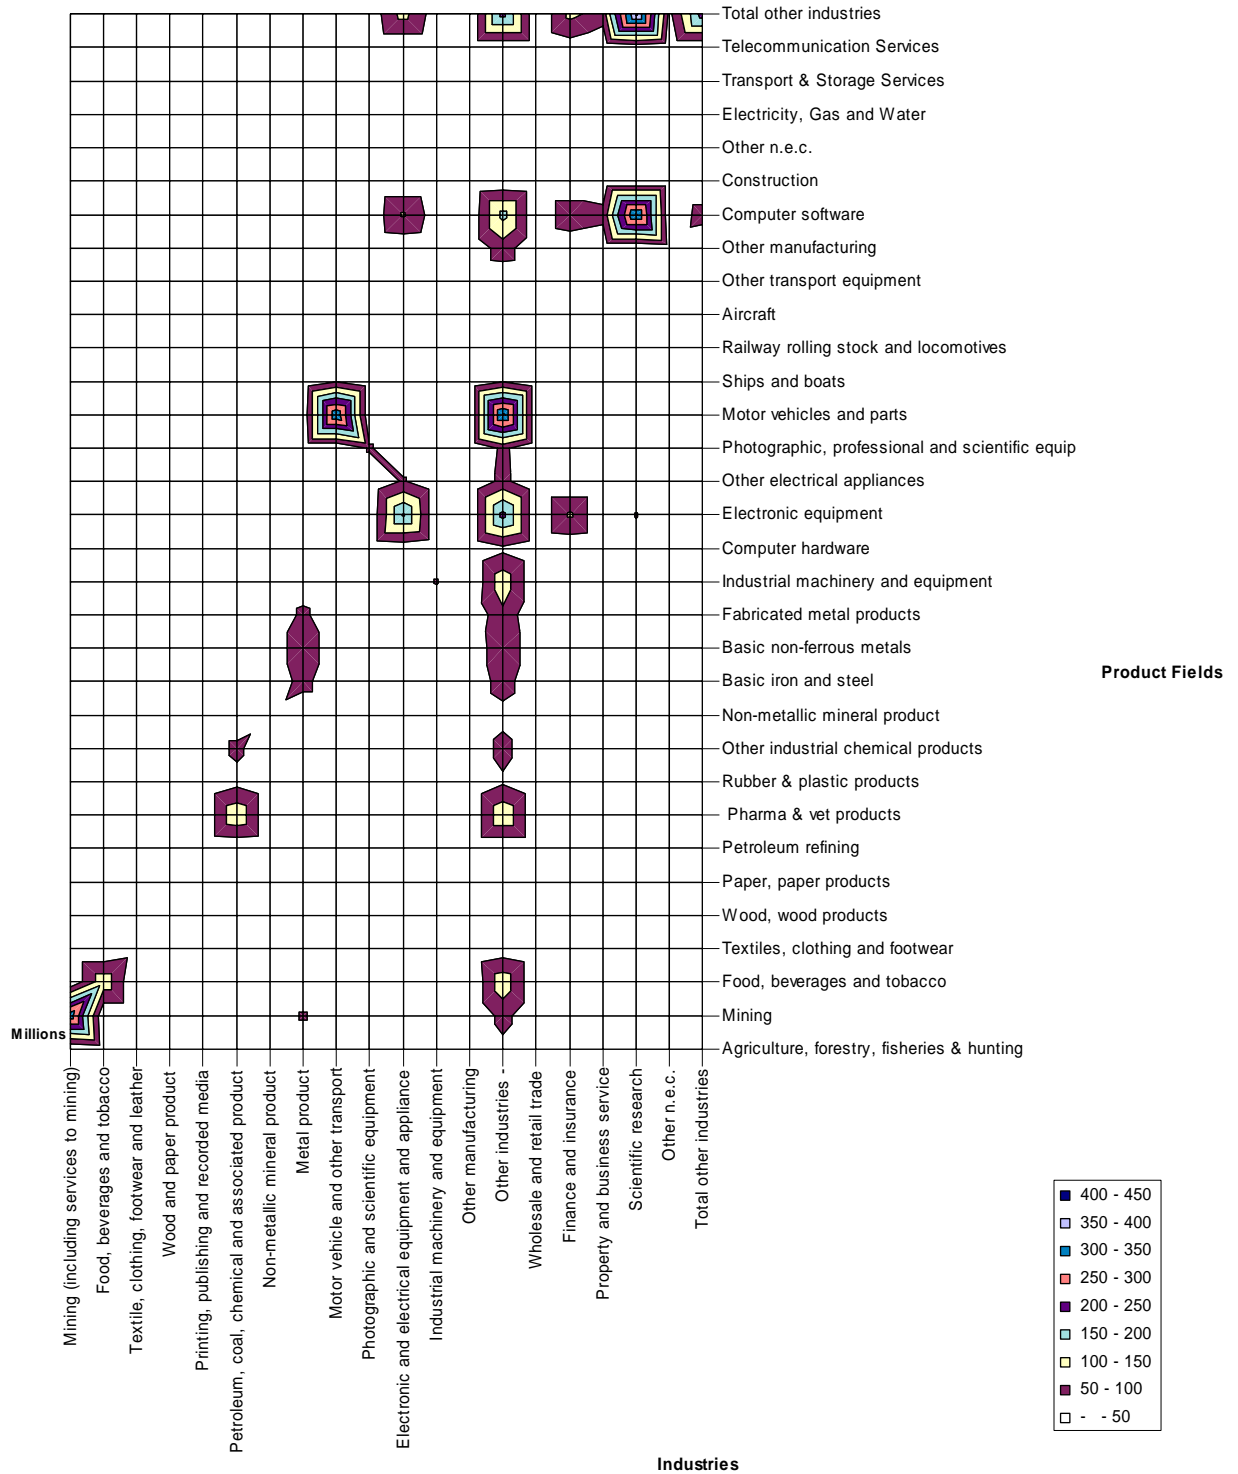 Total other industries
Telecommunication Services
Transport & Storage Services
Electricity, Gas and Water
Other n.e.c.
Construction
Computer software
Other manufacturing
Other transport equipment
Aircraft
Railway rolling stock and locomotives
Ships and boats
Motor vehicles and parts
Photographic, professional and scientific equip
Other electrical appliances
Electronic equipment
Computer hardware
Industrial machinery and equipment
Fabricated metal products
Basic non-ferrous metals
Product Fields
Basic iron and steel
Non-metallic mineral product
Other industrial chemical products
Rubber & plastic products
Pharma & vet products
Petroleum refining
Paper, paper products
Wood, wood products
Textiles, clothing and footwear
Food, beverages and tobacco
Mining
Millions
Agriculture, forestry, fisheries & hunting
Mining (including services to mining)
Food, beverages and tobacco
Textile, clothing, footwear and leather
Wood and paper product
Printing, publishing and recorded media
Petroleum, coal, chemical and associated product
Non-metallic mineral product
Metal product
Motor vehicle and other transport
Photographic and scientific equipment
Electronic and electrical equipment and appliance
Industrial machinery and equipment
Other manufacturing
Other industries -
Wholesale and retail trade
Finance and insurance
Property and business service
Scientific research
Other n.e.c.
Total other industries
400 - 450
350 - 400
300 - 350
250 - 300
200 - 250
150 - 200
100 - 150
50 - 100
- - 50
Industries